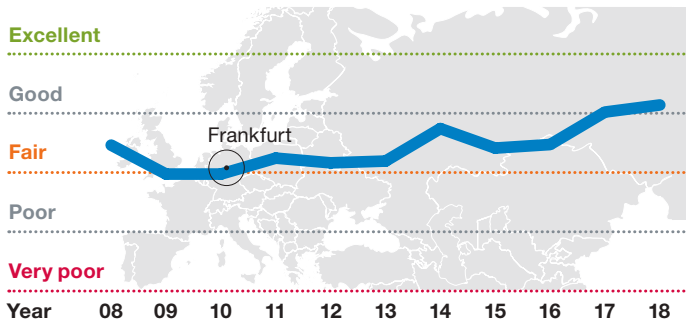 Excellent
Good
Frankfurt
Fair
Poor
Very poor
Year 08 09 10 11 12 13 14 15 16 17 18